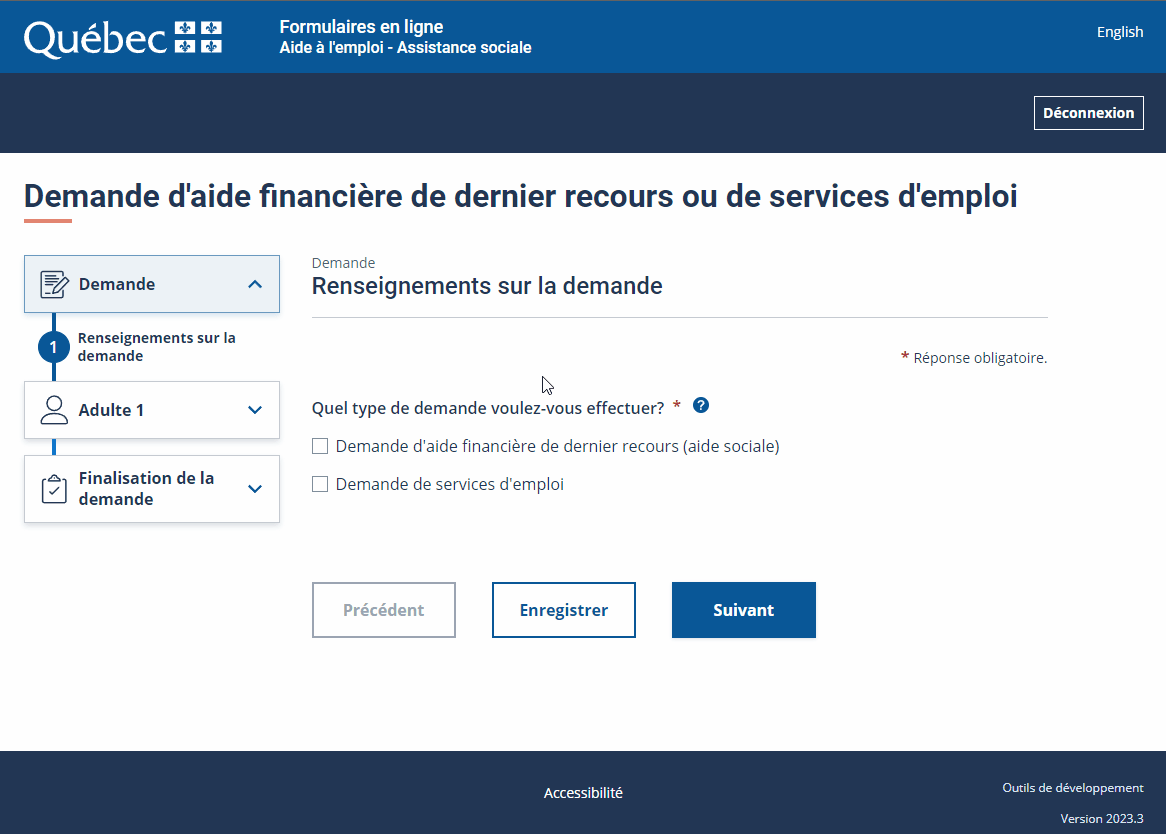 Québec
Formulaires en ligne
Aide à l'emploi - Assistance sociale
English
Déconnexion
Demande d'aide financière de dernier recours ou de services d'emploi
Demande
1
Renseignements sur la
demande
Adulte 1
Finalisation de la
demande
Demande
Renseignements sur la demande
* Réponse obligatoire.
Quel type de demande voulez-vous effectuer? * ?
Demande d'aide financière de dernier recours (aide sociale)
Demande de services d'emploi
Précédent
Enregistrer
Suivant
Accessibilité
Outils de développement
Version 2023.3